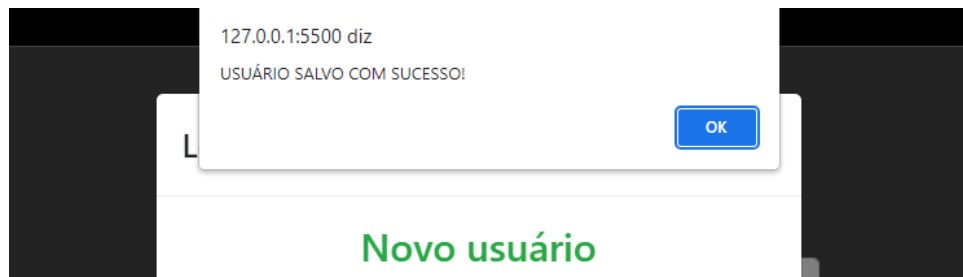 127.0.0.1:5500 diz
USUÁRIO SALVO COM SUCESSO!
OK
L
Novo usuário